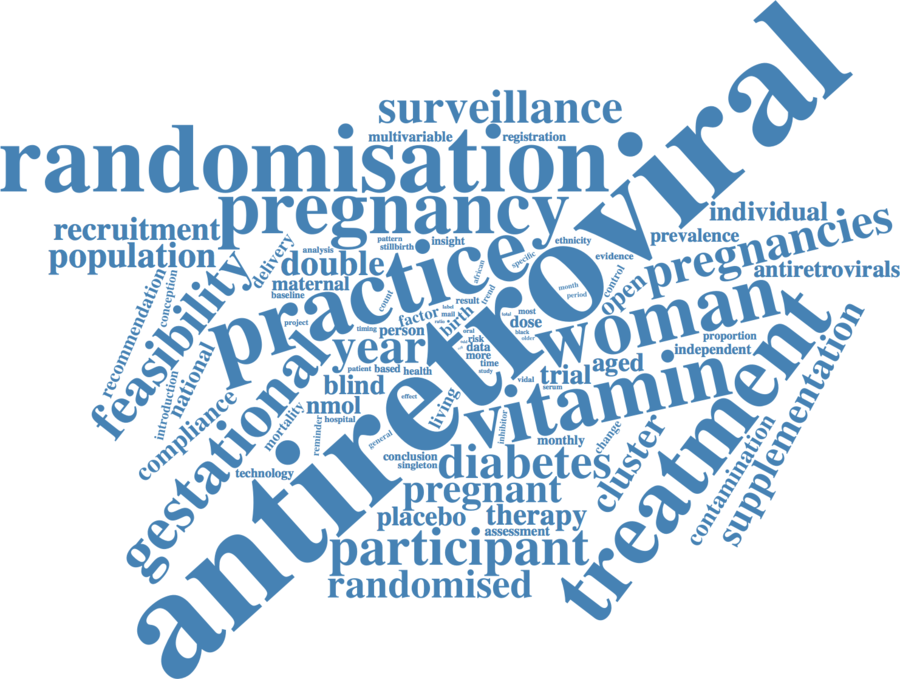 surveillance
multivariable
registration
randomisation
pregnancy
antiretroviral
individual
recruitment
population
prevalence
pregnancies
antiretrovirals
ethnicity
evidence
control
open
pattern
stillbirth
insight
analysis
delivery
double
maternal
baseline
practice
specific
african
trend
month
period
feasibility
recommendation
conception
introduction
national
compliance
project
timing
person
count
factor
birth
mail
result
oral
risk
data
more
time
study
most
dose
black
older
woman
year
patient
based
health
blind
nmol
hospital
effect
living
gestational
mortality
reminder
general
technology
vitamin
vidal
serum
trial
aged
proportion
independent
treatment
supplementation
contamination
cluster
change
monthly
inhibitor
conclusion
singleton
diabetes
pregnant
placebo
therapy
assessment
participant
randomised